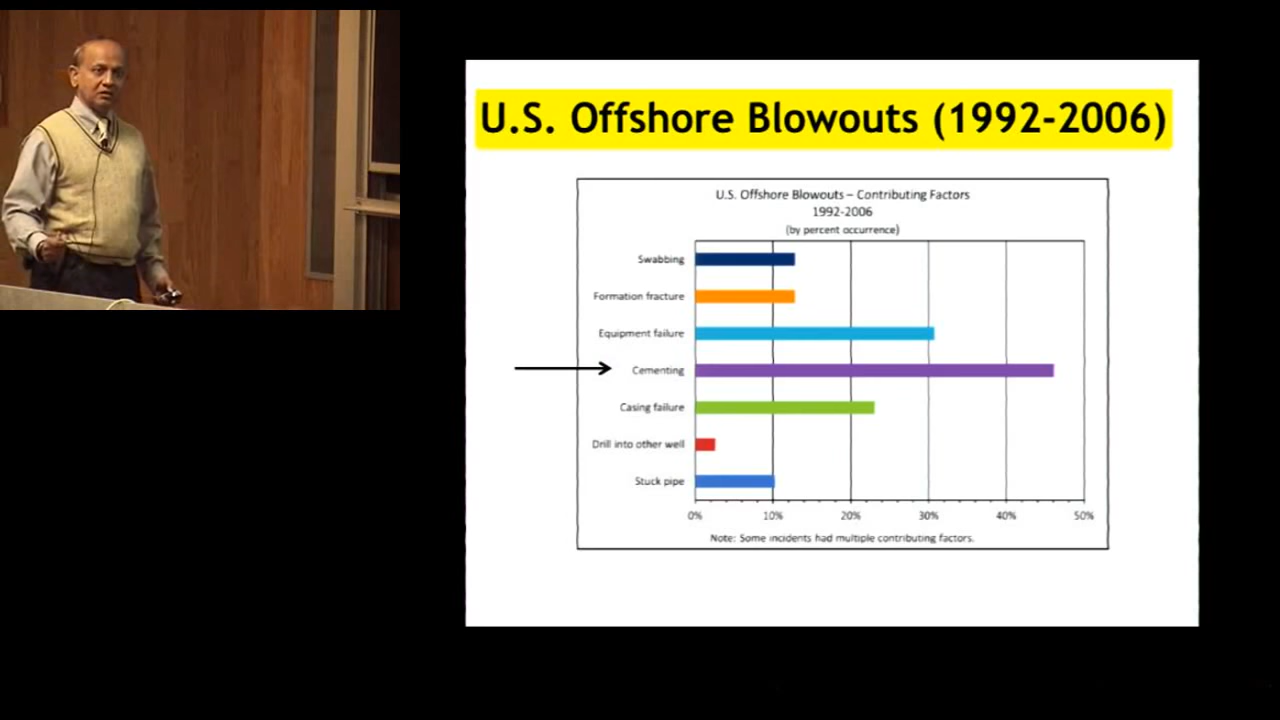 U.S. Offshore Blowouts (1992-2006)
U.S. Offshore Blowouts – Contributing Factors
1992-2006
(by percent occurrence)
Swabbing
Formation fracture
Equipment failure
Cementing
Casing failure
Drill into other well
Stuck pipe
0% 10% 20% 30% 40% 50%
Note: Some incidents had multiple contributing factors.